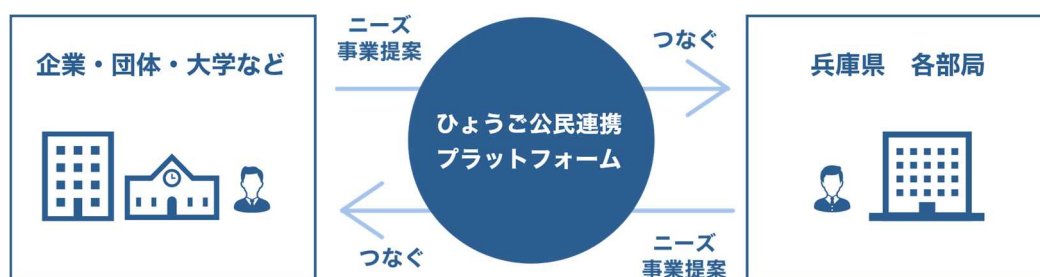 企業・団体・大学など
ニーズ
事業提案
つなぐ
ひょうご公民連携
プラットフォーム
つなぐ
ニーズ
事業提案
兵庫県　各部局